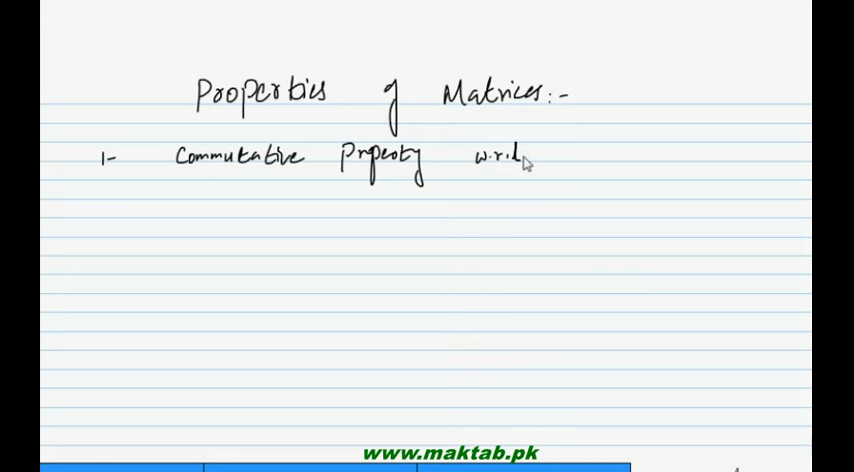 Properties of Matrices:-
1- Commutative Property w.r.t
www.maktab.pk